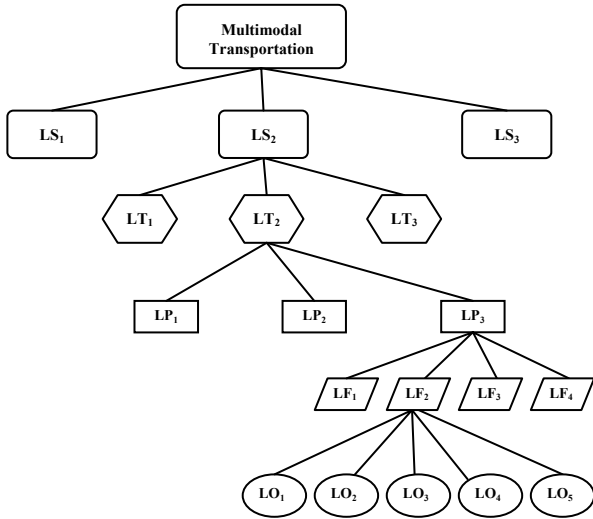 Multimodal
Transportation
LS₁ LS₂ LS₃
LT₁ LT₂ LT₃
LP₁ LP₂ LP₃
LF₁ LF₂ LF₃ LF₄
LO₁ LO₂ LO₃ LO₄ LO₅